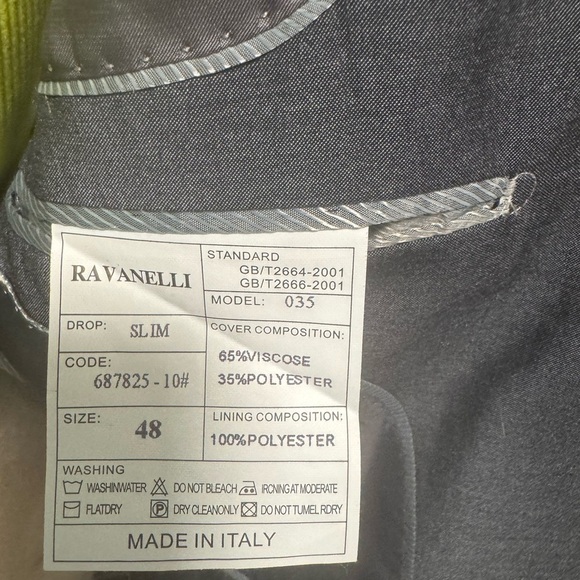 RAVANELLI
STANDARD
GB/T2664-2001
GB/T2666-2001
MODEL: 035
DROP: SLIM
COVER COMPOSITION:
65%VISCOSE
35%POLYESTER
CODE:
687825-10#
SIZE: 48
LINING COMPOSITION:
100%POLYESTER
WASHING
WASHINWATER DO NOT BLEACH IRCNING AT MODERATE
FLATDRY P DRY CLEANONLY DO NOT TUMEL RDRY
MADE IN ITALY